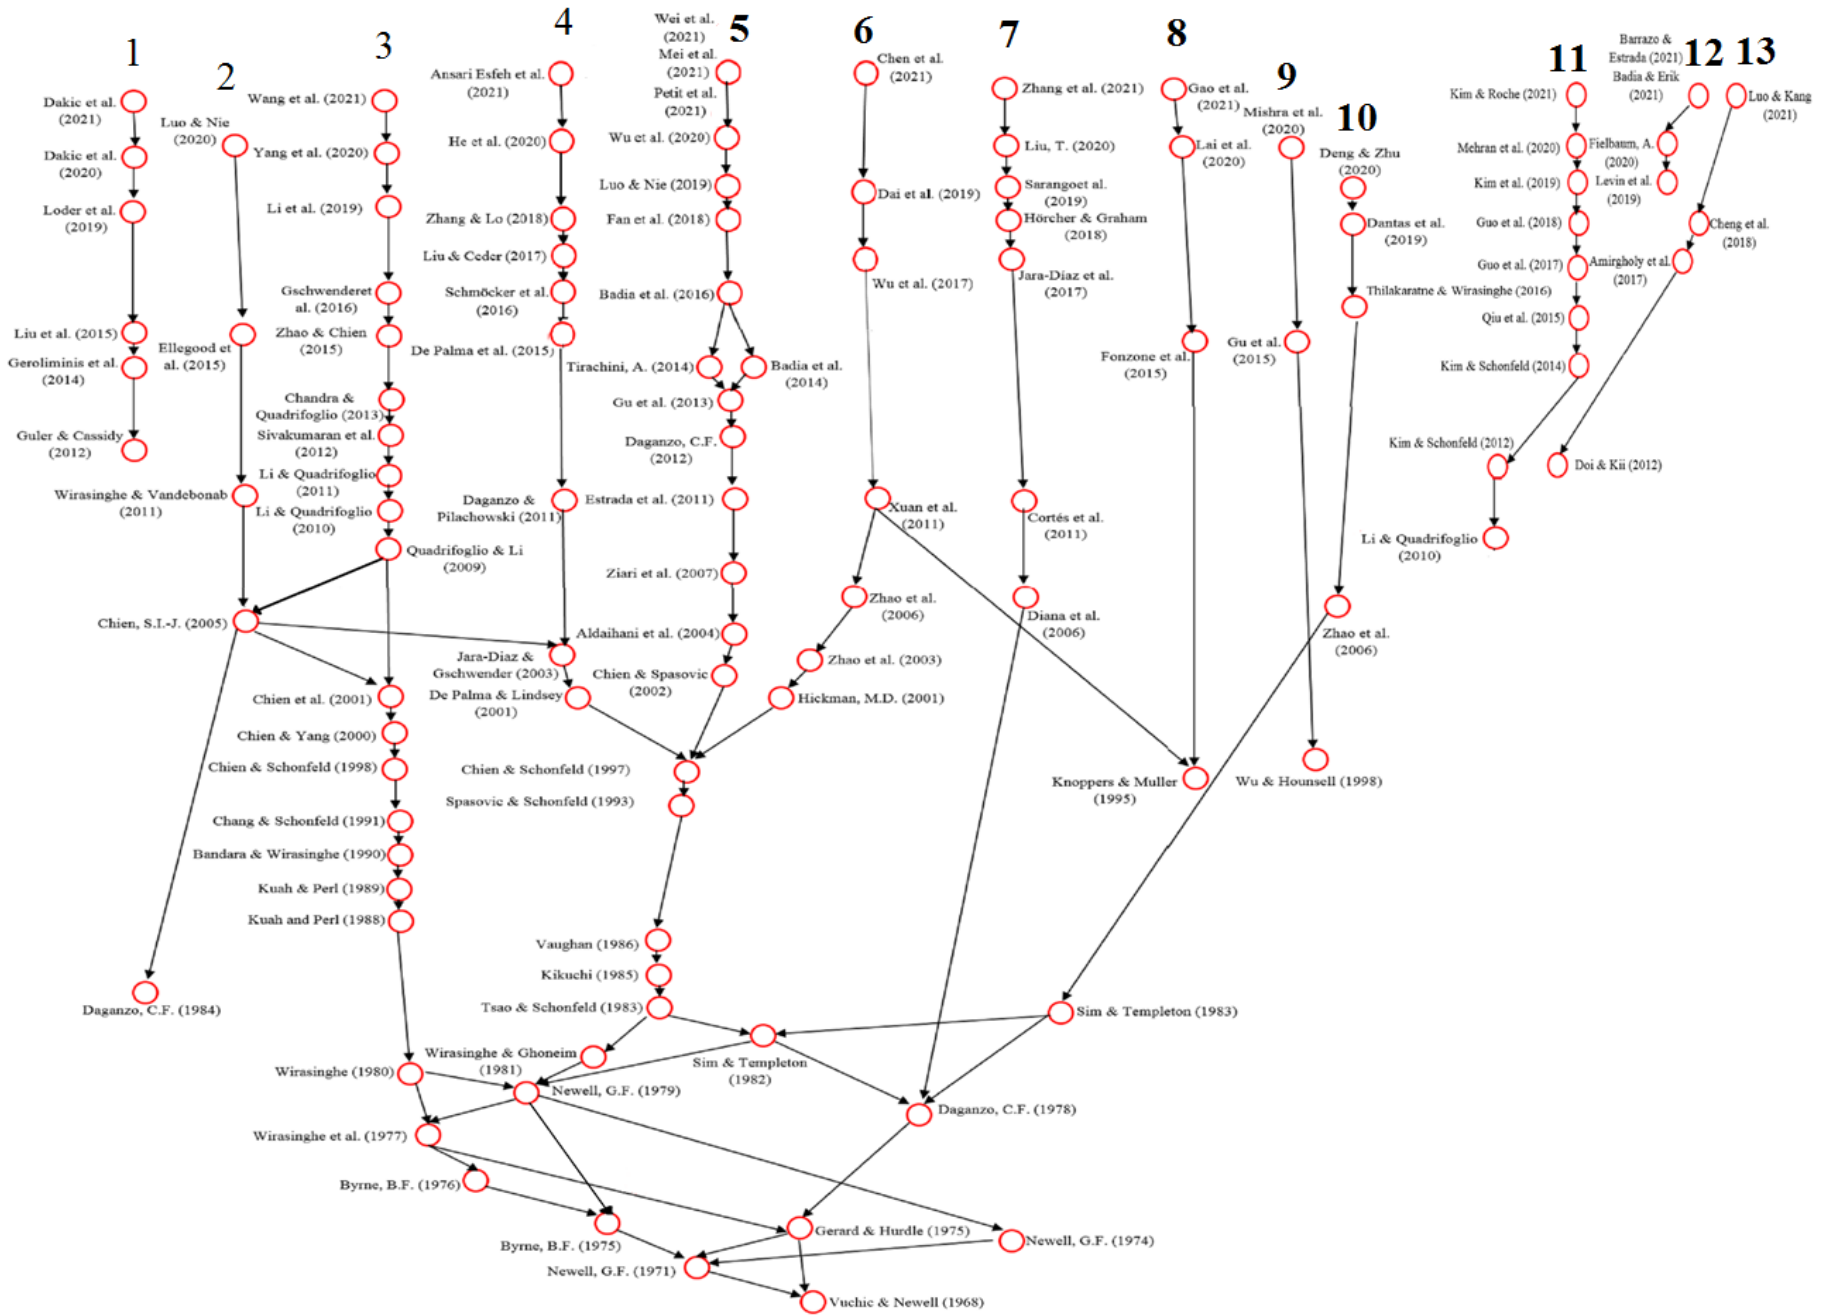 1
2
3
4
5
6
7
8
9
10
11
12
13
Dakic et al.
(2021)
Dakic et al.
(2020)
Loder et al.
(2019)
Liu et al. (2015)
Geroliminis et al.
(2014)
Guler & Cassidy
(2012)
Luo & Nie
(2020)
Ellegood et
al. (2015)
Wirasinghe & Vandebonab
(2011)
Chien, S.I.-J. (2005)
Daganzo, C.F. (1984)
Wang et al. (2021)
Yang et al. (2020)
Li et al. (2019)
Gschwenderet
al. (2016)
Zhao & Chien
(2015)
Chandra &
Quadrifoglio (2013)
Sivakumaran et al.
(2012)
Li & Quadrifoglio
(2011)
Li & Quadrifoglio
(2010)
Quadrifoglio & Li
(2009)
Chien et al. (2001)
Chien & Yang (2000)
Chien & Schonfeld (1998)
Chang & Schonfeld (1991)
Bandara & Wirasinghe (1990)
Kuah & Perl (1989)
Kuah and Perl (1988)
Wirasinghe (1980)
Wirasinghe et al. (1977)
Byrne, B.F. (1976)
Byrne, B.F. (1975)
Newell, G.F. (1971)
Ansari Esfeh et al.
(2021)
He et al. (2020)
Zhang & Lo (2018)
Liu & Ceder (2017)
Schmöcker et al.
(2016)
De Palma et al. (2015)
Daganzo &
Pilachowski (2011)
Jara-Diaz &
Gschwender (2003)
De Palma & Lindsey
(2001)
Wei et al.
(2021)
Mei et al.
(2021)
Petit et al.
(2021)
Wu et al. (2020)
Luo & Nie (2019)
Fan et al. (2018)
Badia et al. (2016)
Tirachini, A. (2014)
Badia et al.
(2014)
Gu et al. (2013)
Daganzo, C.F.
(2012)
Estrada et al. (2011)
Ziari et al. (2007)
Aldaihani et al. (2004)
Chien & Spasovic
(2002)
Chien & Schonfeld (1997)
Spasovic & Schonfeld (1993)
Vaughan (1986)
Kikuchi (1985)
Tsao & Schonfeld (1983)
Wirasinghe & Ghoneim
(1981)
Sim & Templeton
(1982)
Newell, G.F. (1979)
Chen et al.
(2021)
Dai et al. (2019)
Wu et al. (2017)
Xuan et al.
(2011)
Zhao et al.
(2006)
Zhao et al. (2003)
Hickman, M.D. (2001)
Zhang et al. (2021)
Liu, T. (2020)
Sarangoet al.
(2019)
Hörcher & Graham
(2018)
Jara-Díaz et al.
(2017)
Cortés et al.
(2011)
Diana et al.
(2006)
Daganzo, C.F. (1978)
Gerard & Hurdle (1975)
Newell, G.F. (1974)
Vuchic & Newell (1968)
Gao et al.
(2021)
Lai et al.
(2020)
Fonzone et al.
(2015)
Knoppers & Muller
(1995)
Mishra et al.
(2020)
Gu et al.
(2015)
Wu & Hounsell (1998)
Deng & Zhu
(2020)
Dantas et al.
(2019)
Thilakaratne & Wirasinghe (2016)
Zhao et al.
(2006)
Sim & Templeton (1983)
Kim & Roche (2021)
Mehran et al. (2020)
Kim et al. (2019)
Guo et al. (2018)
Guo et al. (2017)
Qiu et al. (2015)
Kim & Schonfeld (2014)
Kim & Schonfeld (2012)
Li & Quadrifoglio
(2010)
Barrazo &
Estrada (2021)
Badia & Erik
(2021)
Fielbaum, A.
(2020)
Levin et al.
(2019)
Luo & Kang
(2021)
Cheng et al.
(2018)
Amirgholy et al.
(2017)
Doi & Kii (2012)